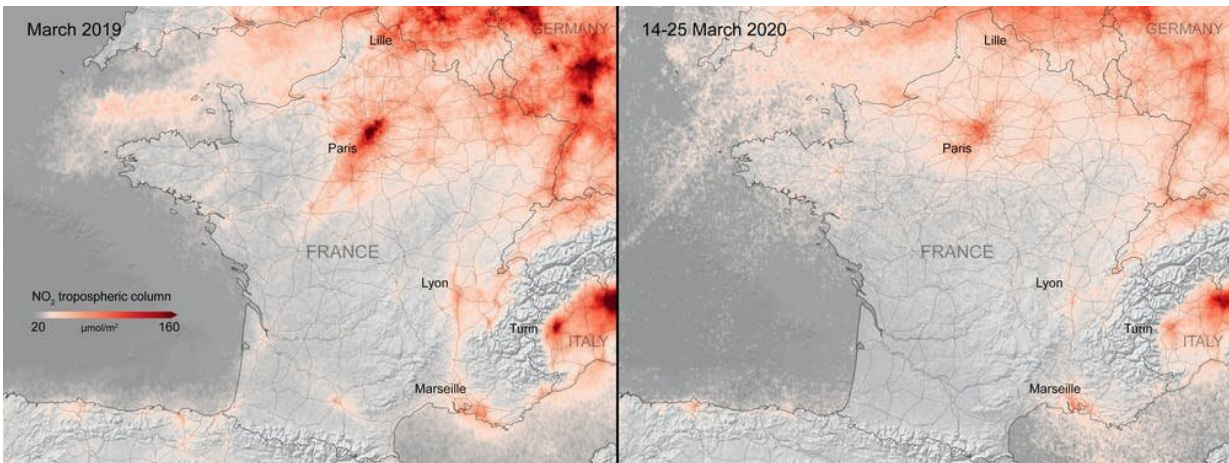 March 2019
Lille
GERMANY
Paris
FRANCE
Lyon
NO₂ tropospheric column
20 µmol/m² 160
Turin
ITALY
Marseille
14-25 March 2020
Lille
GERMANY
Paris
FRANCE
Lyon
Turin
ITALY
Marseille